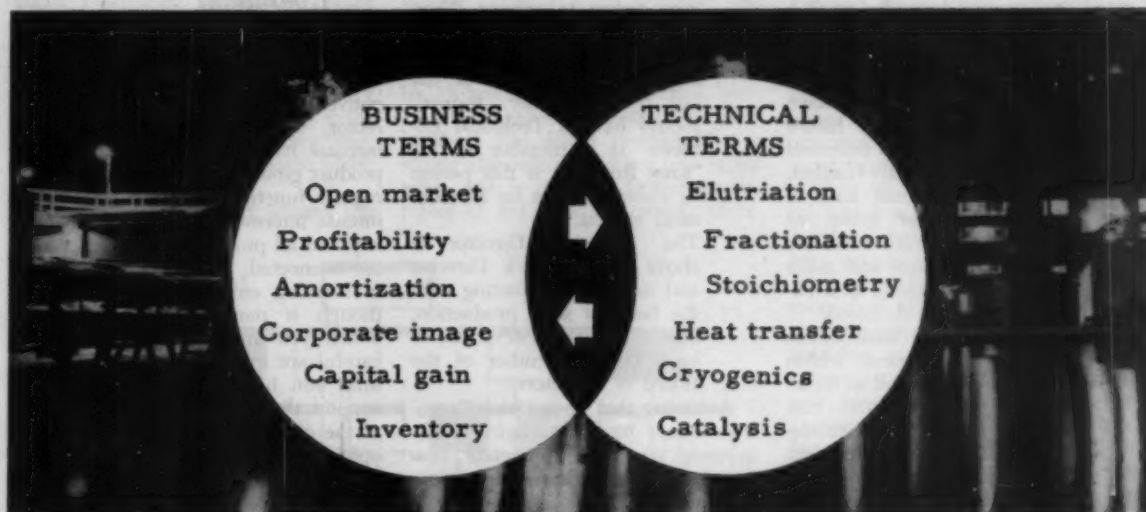 BUSINESS
TERMS
Open market
Profitability
Amortization
Corporate image
Capital gain
Inventory
TECHNICAL
TERMS
Elutriation
Fractionation
Stoichiometry
Heat transfer
Cryogenics
Catalysis